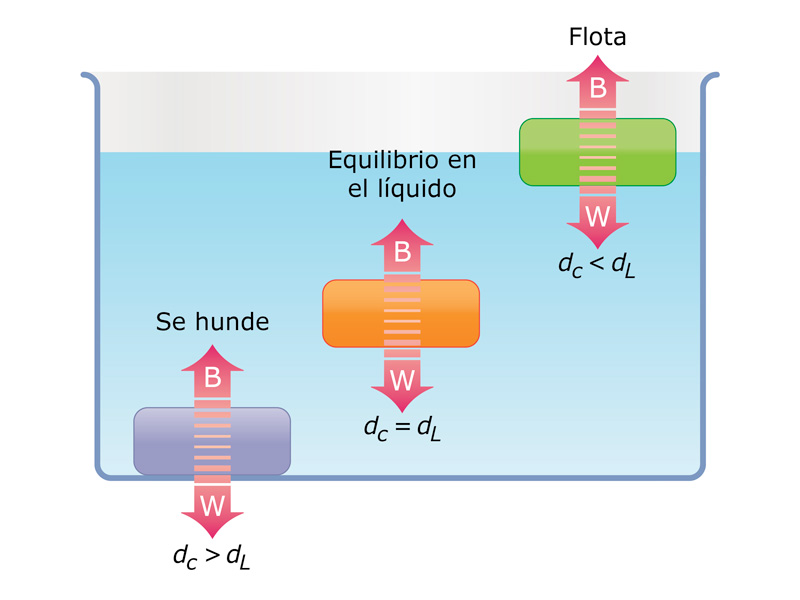 Flota
B
W
d_c < d_L
Equilibrio en
el líquido
B
W
d_c = d_L
Se hunde
B
W
d_c > d_L